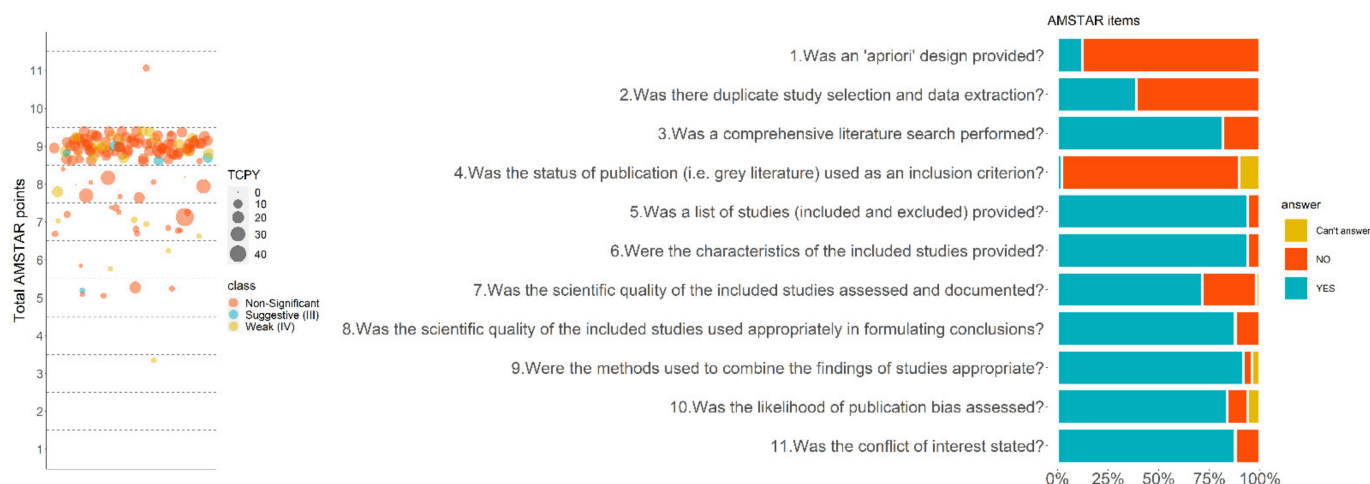 Total AMSTAR points
11
10
9
8
7
6
5
4
3
2
1
TCPY
0
10
20
30
40
class
Non-Significant
Suggestive (III)
Weak (IV)
AMSTAR items
1.Was an 'apriori' design provided?
2.Was there duplicate study selection and data extraction?
3.Was a comprehensive literature search performed?
4.Was the status of publication (i.e. grey literature) used as an inclusion criterion?
5.Was a list of studies (included and excluded) provided?
6.Were the characteristics of the included studies provided?
7.Was the scientific quality of the included studies assessed and documented?
8.Was the scientific quality of the included studies used appropriately in formulating conclusions?
9.Were the methods used to combine the findings of studies appropriate?
10.Was the likelihood of publication bias assessed?
11.Was the conflict of interest stated?
0% 25% 50% 75% 100%
answer
Can't answer
NO
YES